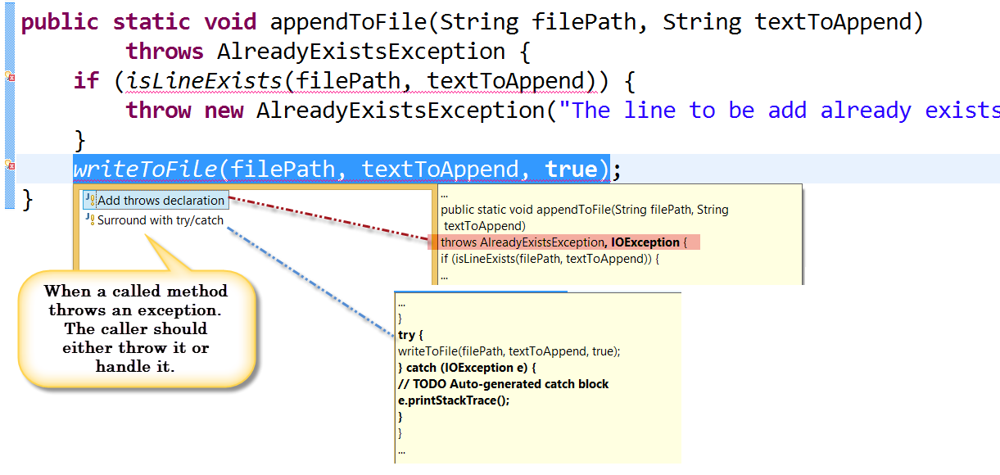 public static void appendToFile(String filePath, String textToAppend)
throws AlreadyExistsException {
if (isLineExists(filePath, textToAppend)) {
throw new AlreadyExistsException("The line to be add already exists
}
writeToFile(filePath, textToAppend, true);
}
Add throws declaration
Surround with try/catch
When a called method
throws an exception.
The caller should
either throw it or
handle it.
...
public static void appendToFile(String filePath, String
textToAppend)
throws AlreadyExistsException, IOException {
if (isLineExists(filePath, textToAppend)) {
...
...
}
try {
writeToFile(filePath, textToAppend, true);
} catch (IOException e) {
// TODO Auto-generated catch block
e.printStackTrace();
}
}
...